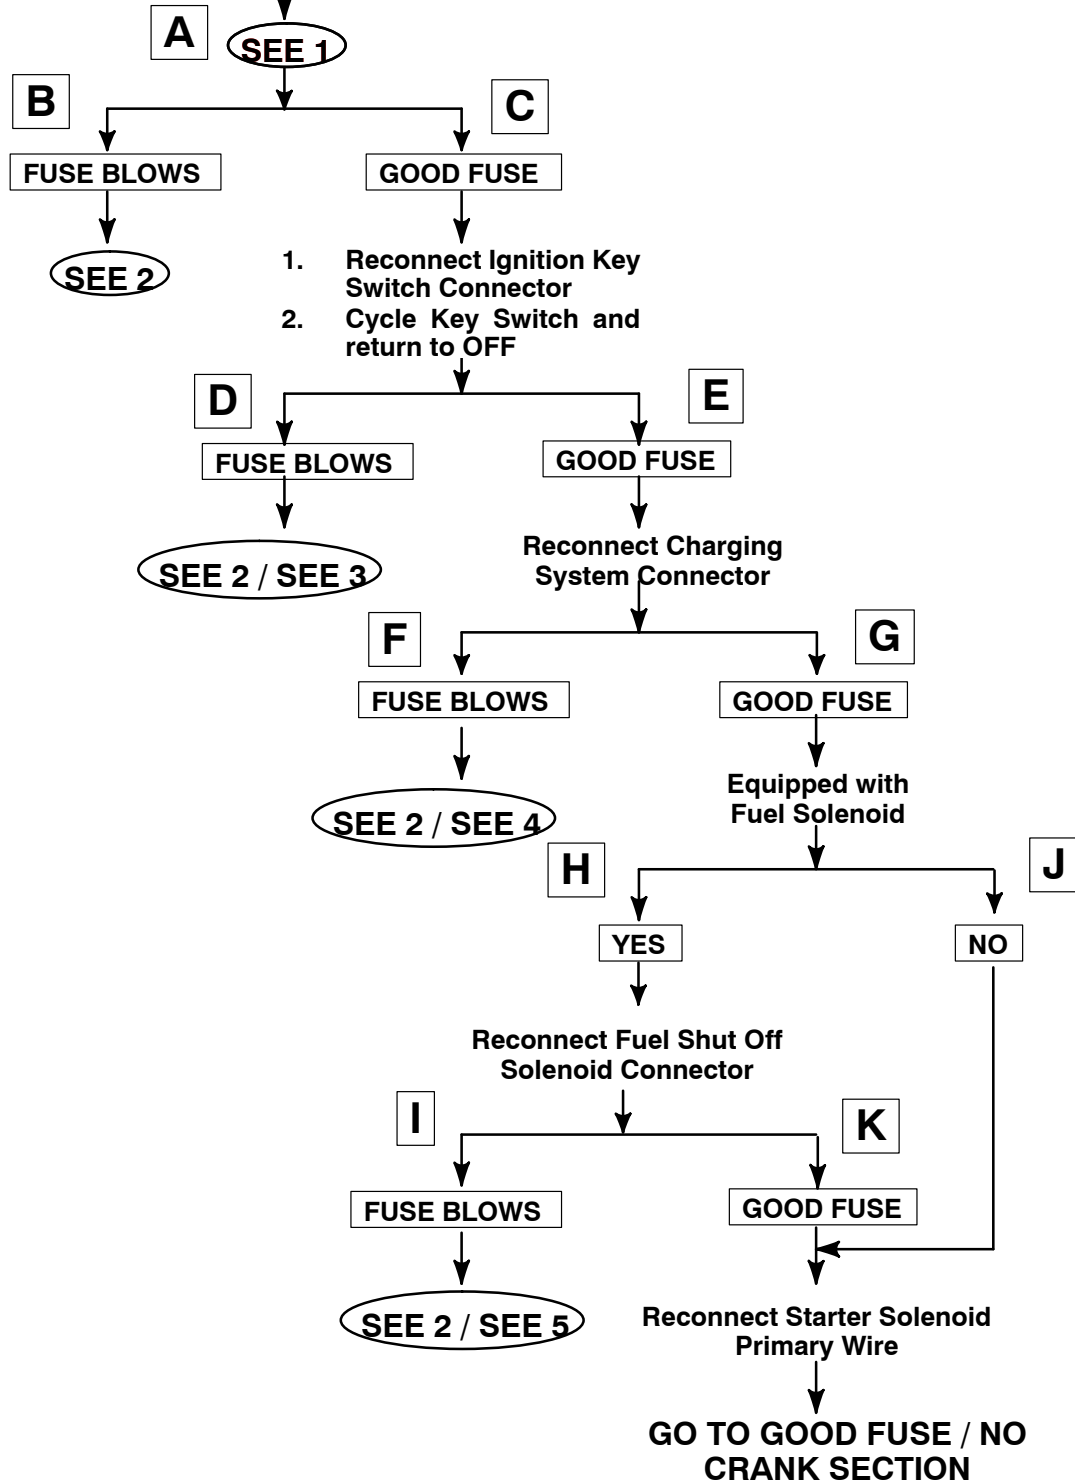 A
SEE 1
B
C
FUSE BLOWS
GOOD FUSE
SEE 2
1. Reconnect Ignition Key
Switch Connector
2. Cycle Key Switch and
return to OFF
D
E
FUSE BLOWS
GOOD FUSE
SEE 2 / SEE 3
Reconnect Charging
System Connector
F
G
FUSE BLOWS
GOOD FUSE
SEE 2 / SEE 4
Equipped with
Fuel Solenoid
H
J
YES
NO
Reconnect Fuel Shut Off
Solenoid Connector
I
K
FUSE BLOWS
GOOD FUSE
SEE 2 / SEE 5
Reconnect Starter Solenoid
Primary Wire
GO TO GOOD FUSE / NO
CRANK SECTION